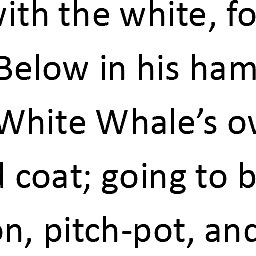 with the white, fo
Below in his ham
White Whale’s ov
d coat; going to b
on, pitch-pot, and